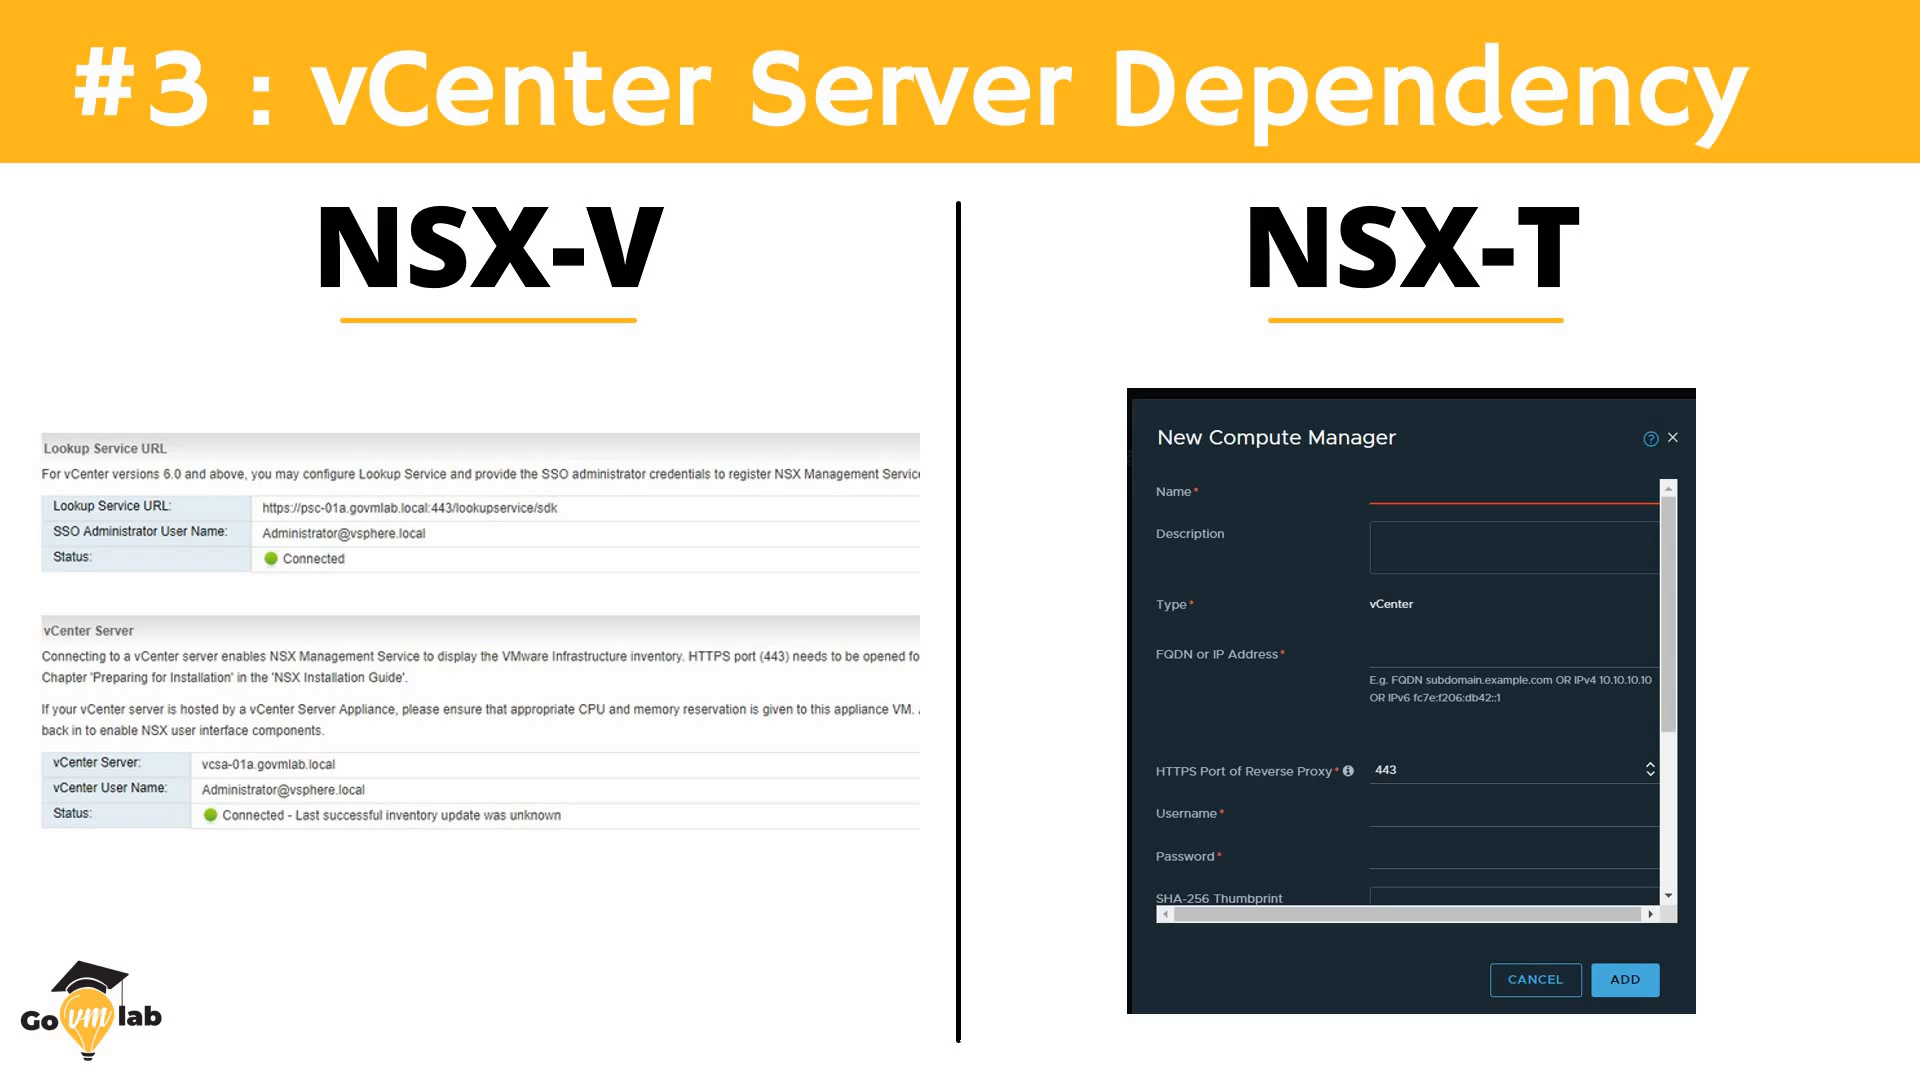 #3 : vCenter Server Dependency
NSX-V
Lookup Service URL
For vCenter versions 6.0 and above, you may configure Lookup Service and provide the SSO administrator credentials to register NSX Management Service
Lookup Service URL: https://psc-01a.govmlab.local:443/lookupservice/sdk
SSO Administrator User Name: Administrator@vsphere.local
Status: Connected
vCenter Server
Connecting to a vCenter server enables NSX Management Service to display the VMware Infrastructure inventory. HTTPS port (443) needs to be opened fo
Chapter 'Preparing for Installation' in the 'NSX Installation Guide'.
If your vCenter server is hosted by a vCenter Server Appliance, please ensure that appropriate CPU and memory reservation is given to this appliance VM.
back in to enable NSX user interface components.
vCenter Server: vcsa-01a.govmlab.local
vCenter User Name: Administrator@vsphere.local
Status: Connected - Last successful inventory update was unknown
NSX-T
New Compute Manager
Name*
Description
Type* vCenter
FQDN or IP Address*
E.g. FQDN subdomain.example.com OR IPv4 10.10.10.10
OR IPv6 fc7e:f206:db42::1
HTTPS Port of Reverse Proxy* 443
Username*
Password*
SHA-256 Thumbprint
CANCEL ADD
Go vm lab